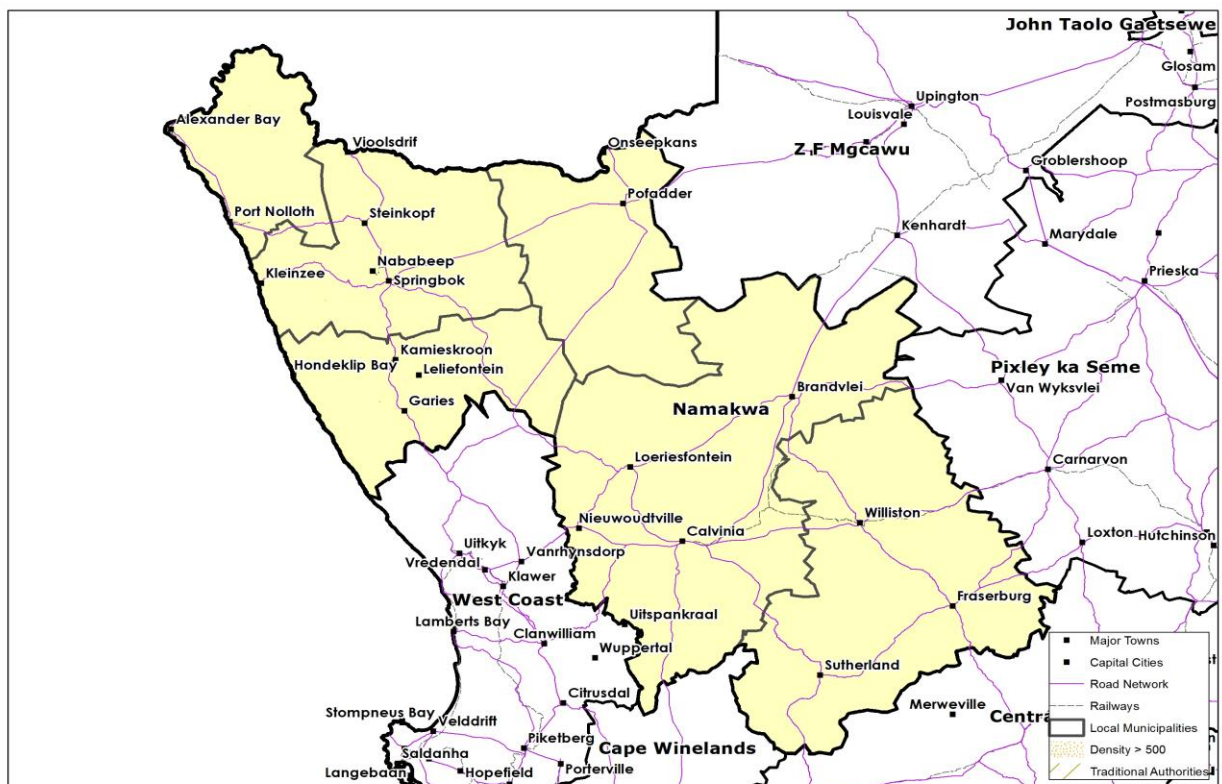 John Taolo Gaetsewe
Glosam
Upington
Postmasburg
Louisvale
Alexander Bay
Vioolsdrif
Onseepkans
Z F Mgcawu
Groblershoop
Pofadder
Port Nolloth
Steinkopf
Kenhardt
Marydale
Nababeep
Kleinzee
Springbok
Prieska
Kamieskroon
Hondeklip Bay
Leliefontein
Pixley ka Seme
Van Wyksvlei
Brandvlei
Namakwa
Garies
Loeriesfontein
Carnarvon
Nieuwoudtville
Williston
Calvinia
Loxton
Hutchinson
Uitkyk
Vanrhynsdorp
Vredendal
Klawer
West Coast
Fraserburg
Lamberts Bay
Uitspankraal
Clanwilliam
Wuppertal
Sutherland
Citrusdal
Merweville
Stompneus Bay
Velddrift
Piketberg
Cape Winelands
Saldanha
Langebaan
Hopefield
Porterville
Major Towns
Capital Cities
Road Network
Railways
Local Municipalities
Density > 500
Traditional Authorities